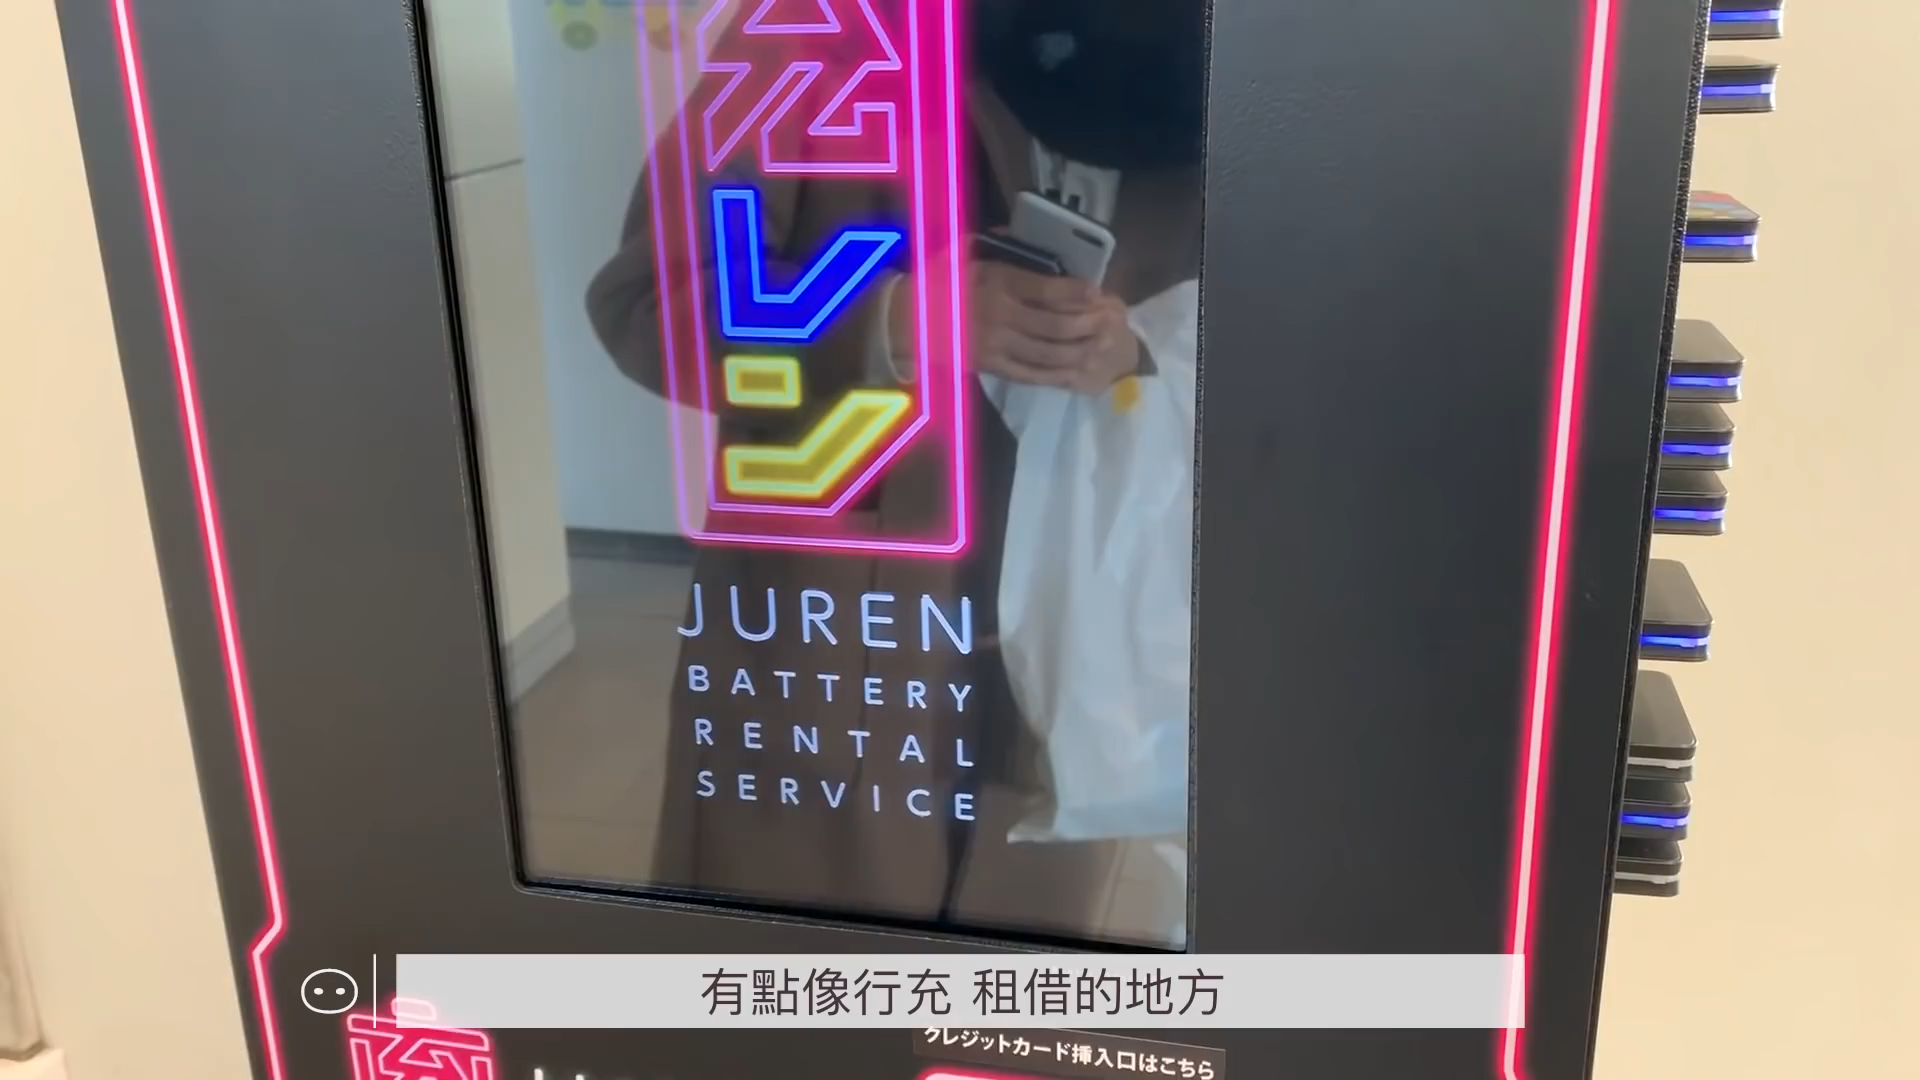 充レン
JUREN
BATTERY
RENTAL
SERVICE
有點像行充 租借的地方
クレジットカード挿入口はこちら